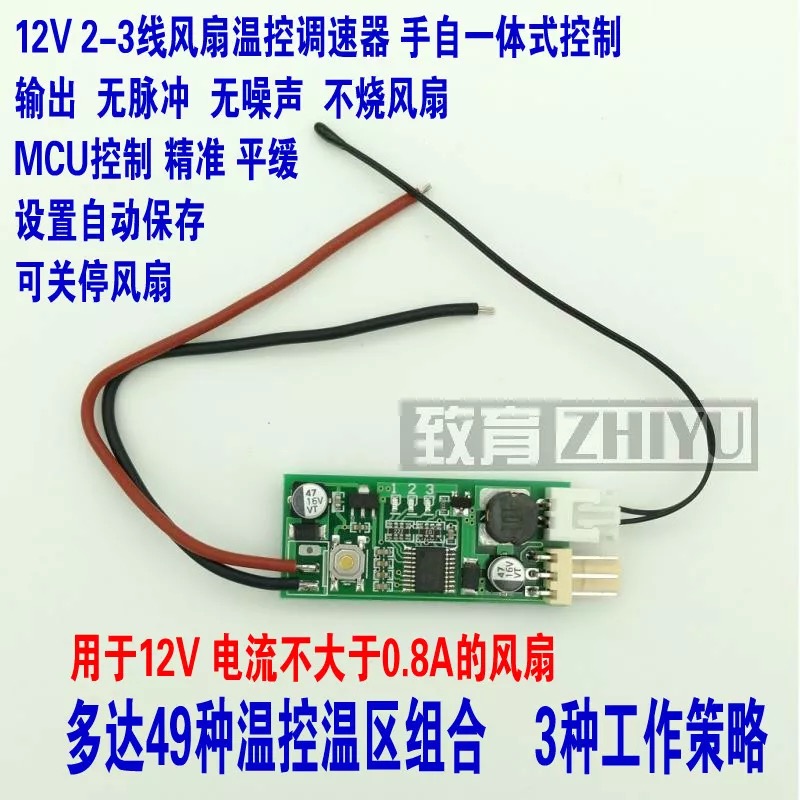 12V 2-3线风扇温控调速器 手自一体式控制
输出 无脉冲 无噪声 不烧风扇
MCU控制 精准 平缓
设置自动保存
可关停风扇
致育 ZHIYU
1 2 3
47
16V
VT
47
16V
VT
用于12V 电流不大于0.8A的风扇
多达49种温控温区组合 3种工作策略